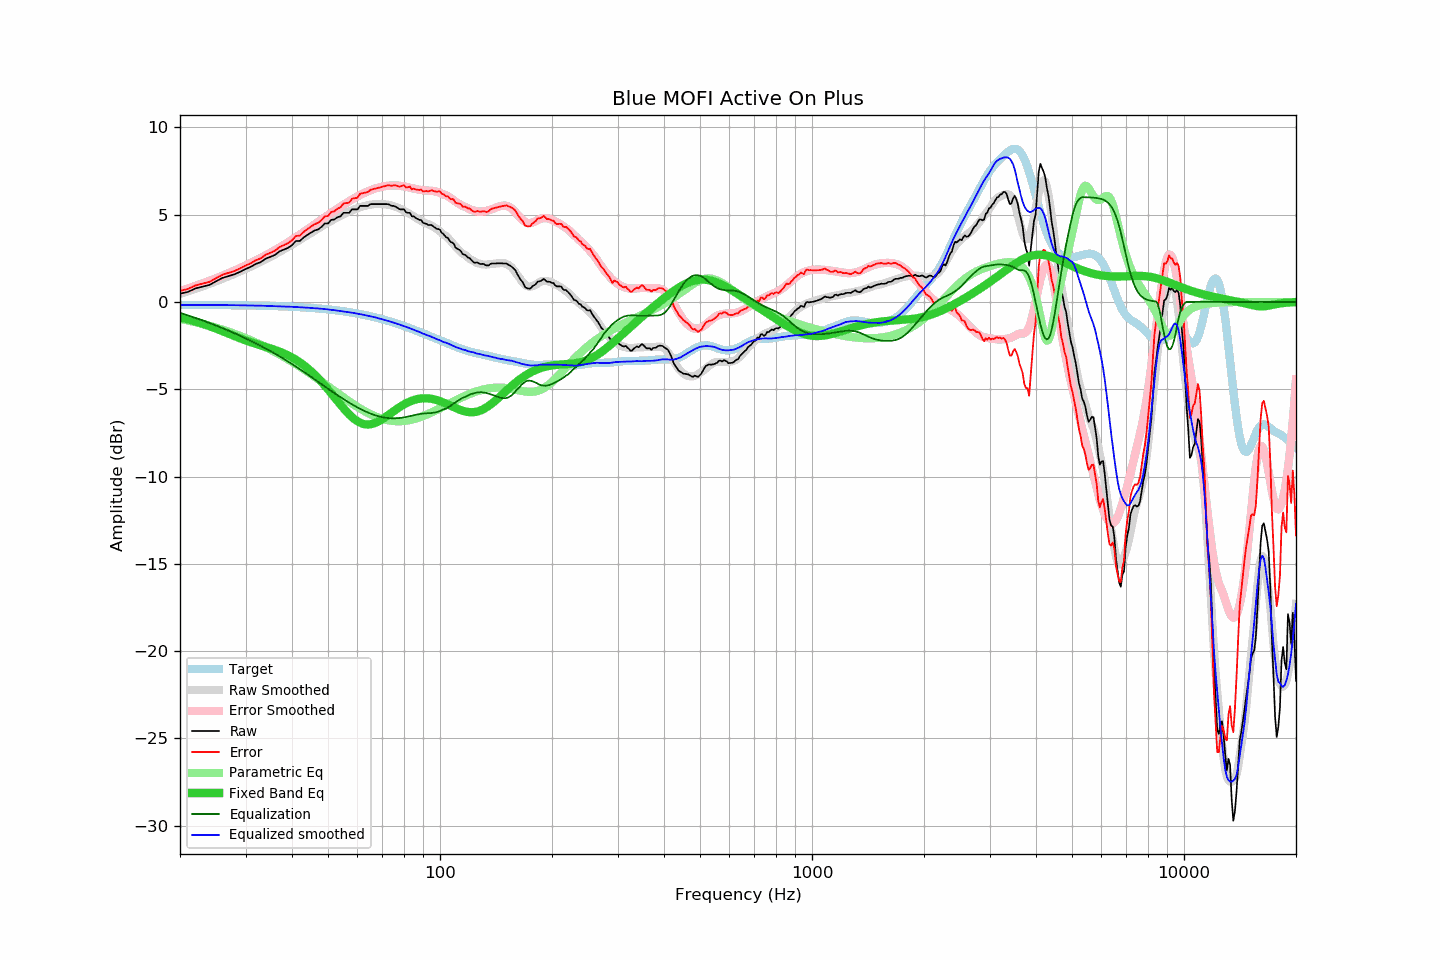 Blue MOFI Active On Plus
Amplitude (dBr)
10
5
0
−5
−10
−15
−20
−25
−30
Target
Raw Smoothed
Error Smoothed
Raw
Error
Parametric Eq
Fixed Band Eq
Equalization
Equalized smoothed
100 1000 10000
Frequency (Hz)